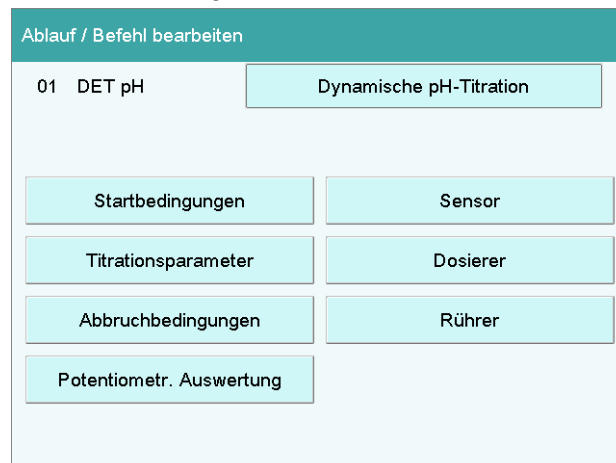 Ablauf / Befehl bearbeiten
01 DET pH Dynamische pH-Titration
Startbedingungen Sensor
Titrationsparameter Dosierer
Abbruchbedingungen Rührer
Potentiometr. Auswertung